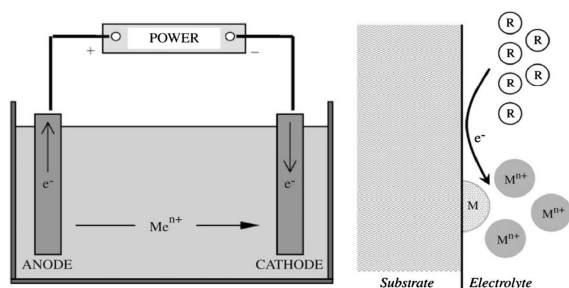 POWER
+ −
e-
e-
Meⁿ⁺
ANODE
CATHODE
R
R
R
R
R
R
e-
Mⁿ⁺
M
Mⁿ⁺
Mⁿ⁺
Substrate
Electrolyte